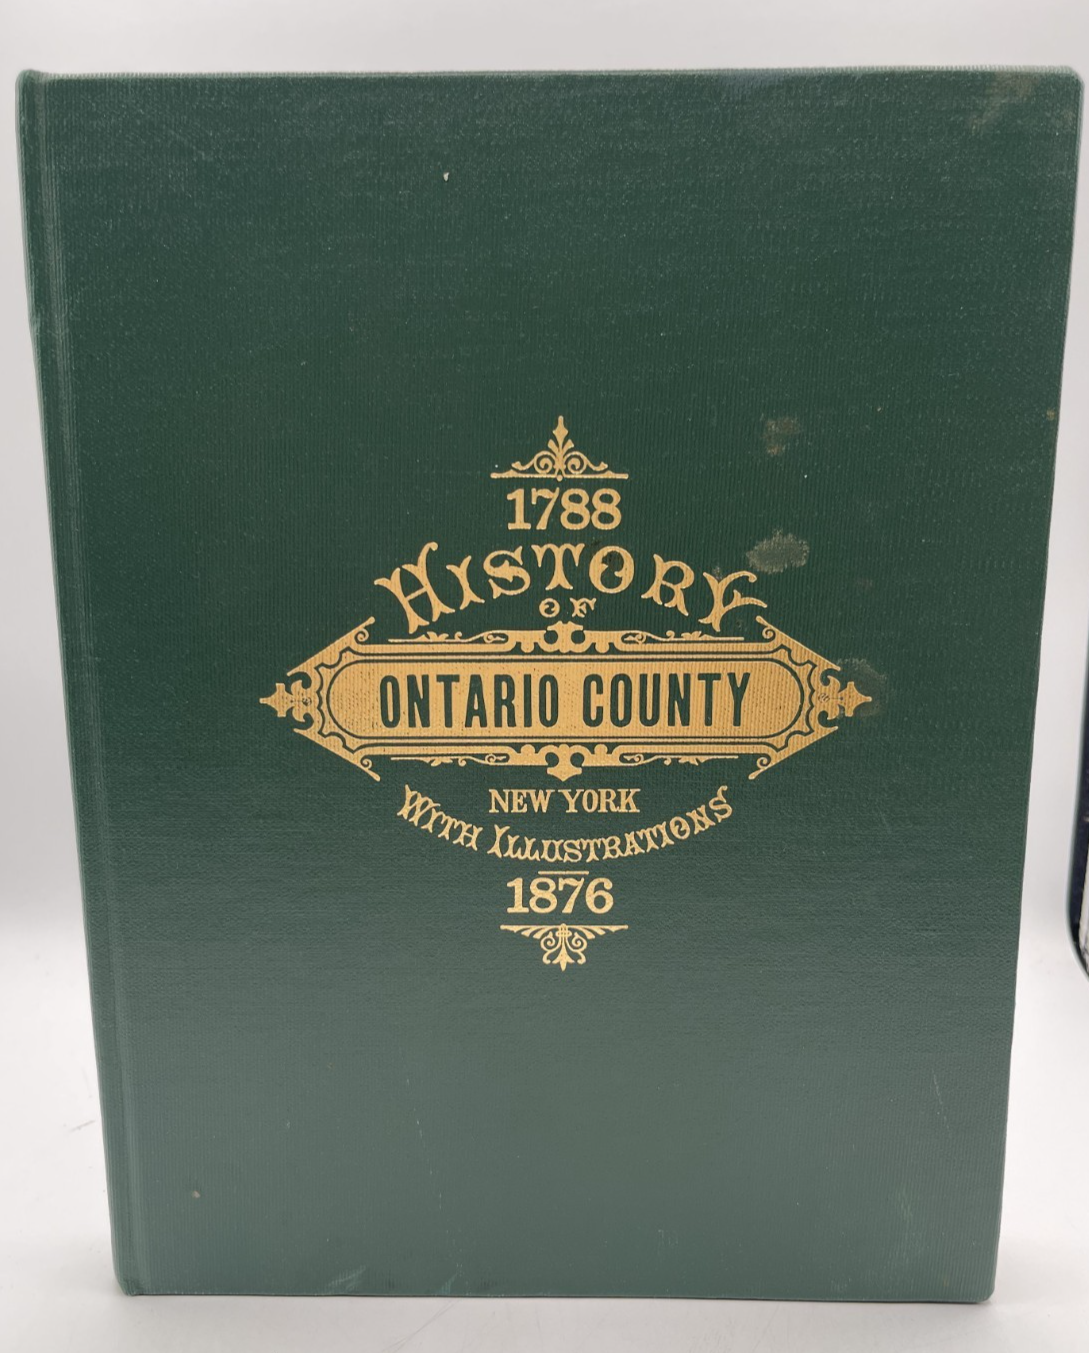 1788
HISTORY
OF
ONTARIO COUNTY
NEW YORK
WITH ILLUSTRATIONS
1876